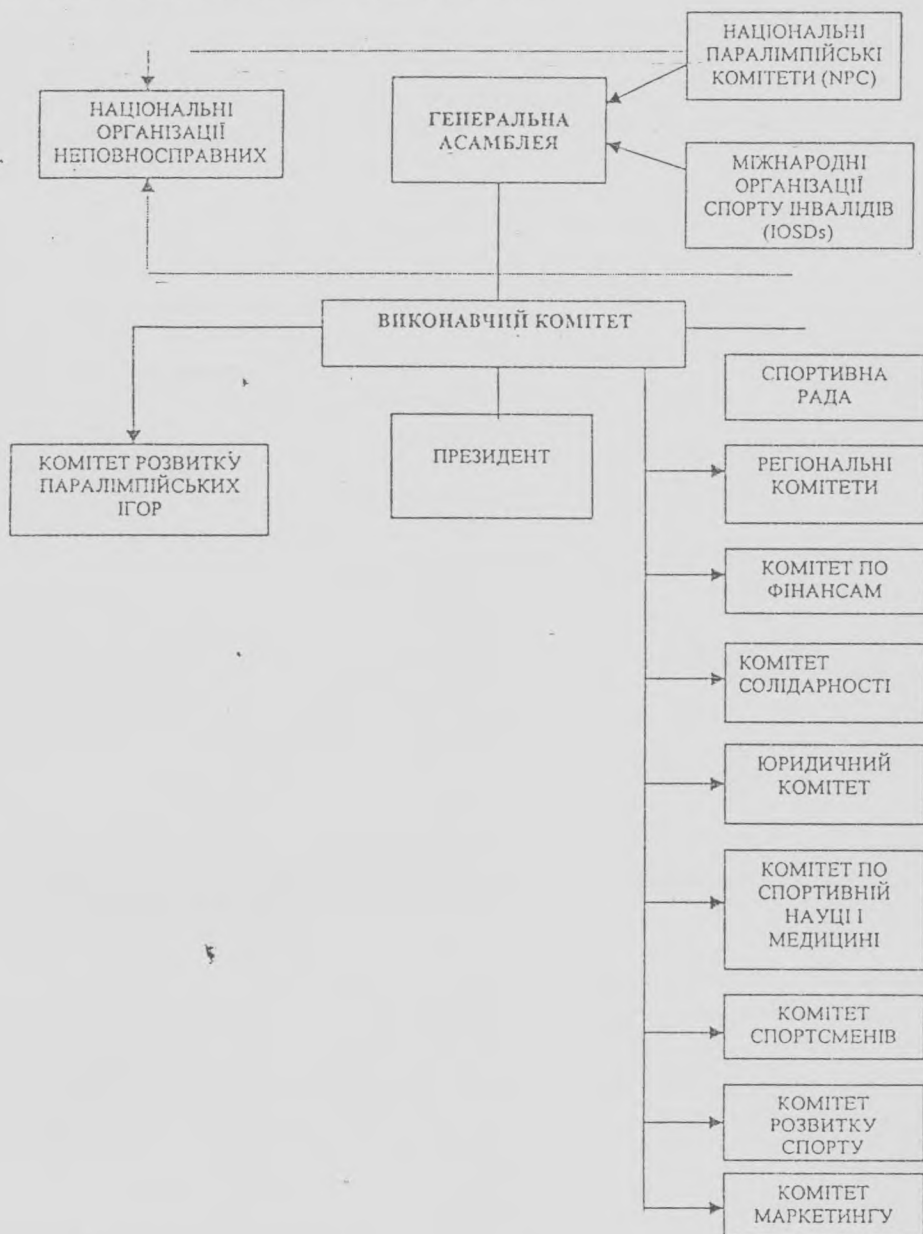 НАЦІОНАЛЬНІ
ПАРАЛІМПІЙСЬКІ
КОМІТЕТИ (NPC)
НАЦІОНАЛЬНІ
ОРГАНІЗАЦІЇ
НЕПОВНОСПРАВНИХ
ГЕНЕРАЛЬНА
АСАМБЛЕЯ
МІЖНАРОДНІ
ОРГАНІЗАЦІЇ
СПОРТУ ІНВАЛІДІВ
(IOSDs)
ВИКОНАВЧИЙ КОМІТЕТ
СПОРТИВНА
РАДА
КОМІТЕТ РОЗВИТКУ
ПАРАЛІМПІЙСЬКИХ
ІГОР
ПРЕЗИДЕНТ
РЕГІОНАЛЬНІ
КОМІТЕТИ
КОМІТЕТ ПО
ФІНАНСАМ
КОМІТЕТ
СОЛІДАРНОСТІ
ЮРИДИЧНИЙ
КОМІТЕТ
КОМІТЕТ ПО
СПОРТИВНІЙ
НАУЦІ І
МЕДИЦИНІ
КОМІТЕТ
СПОРТСМЕНІВ
КОМІТЕТ
РОЗВИТКУ
СПОРТУ
КОМІТЕТ
МАРКЕТИНГУ